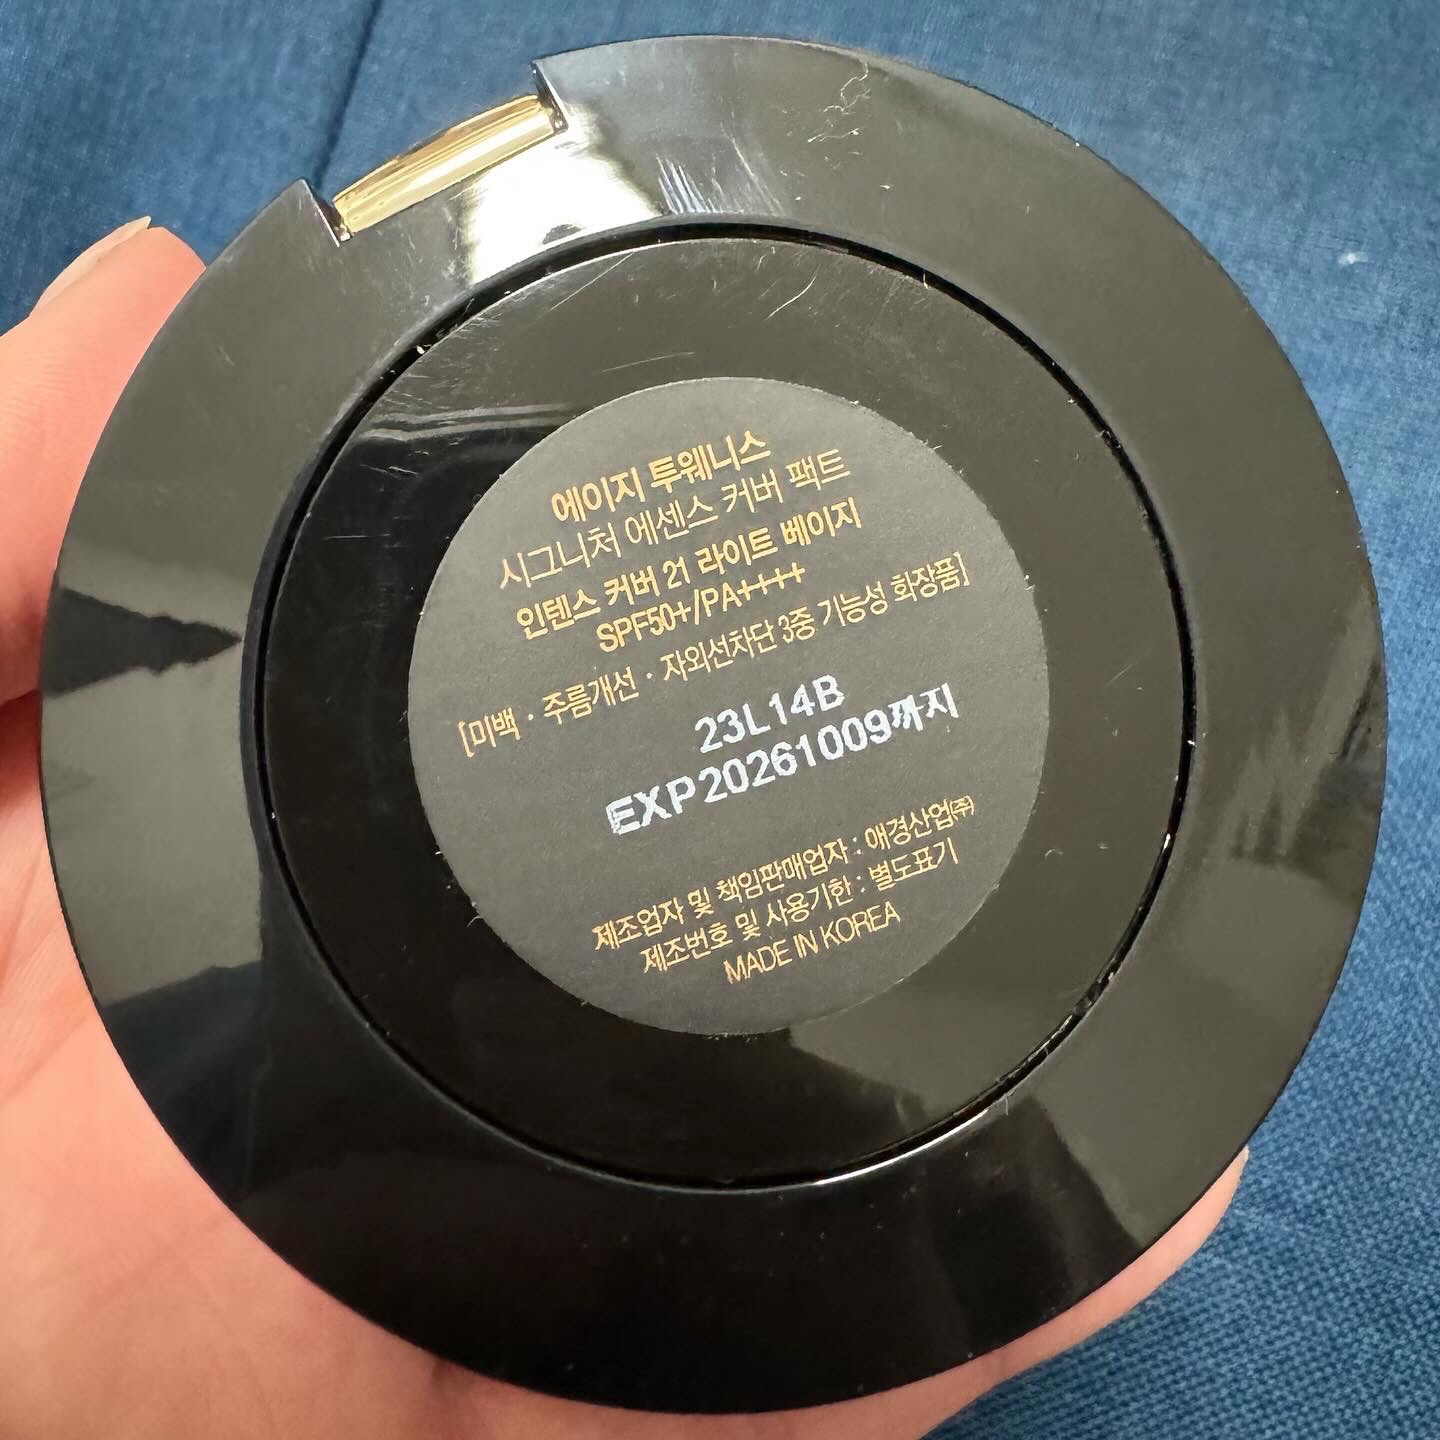 에이지 투웨니스
시그니처 에센스 커버 팩트
인텐스 커버 21 라이트 베이지
SPF50+/PA++++
[미백 · 주름개선 · 자외선차단 3중 기능성 화장품]
23L14B
EXP20261009까지
제조업자 및 책임판매업자 : 애경산업㈜
제조번호 및 사용기한 : 별도표기
MADE IN KOREA